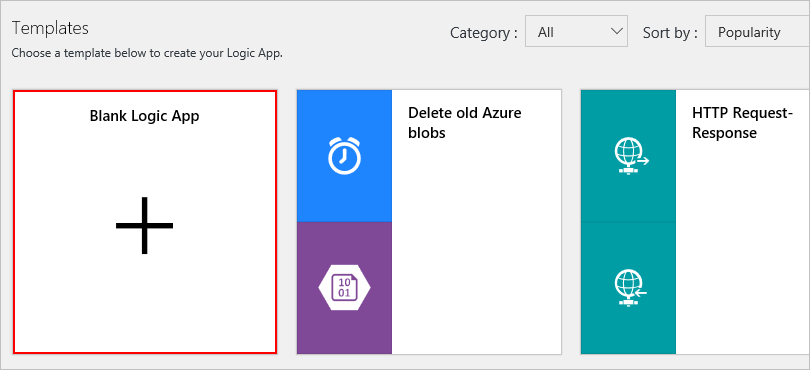 Templates
Category : All Sort by : Popularity
Choose a template below to create your Logic App.
Blank Logic App
Delete old Azure
blobs
HTTP Request-
Response
10
01